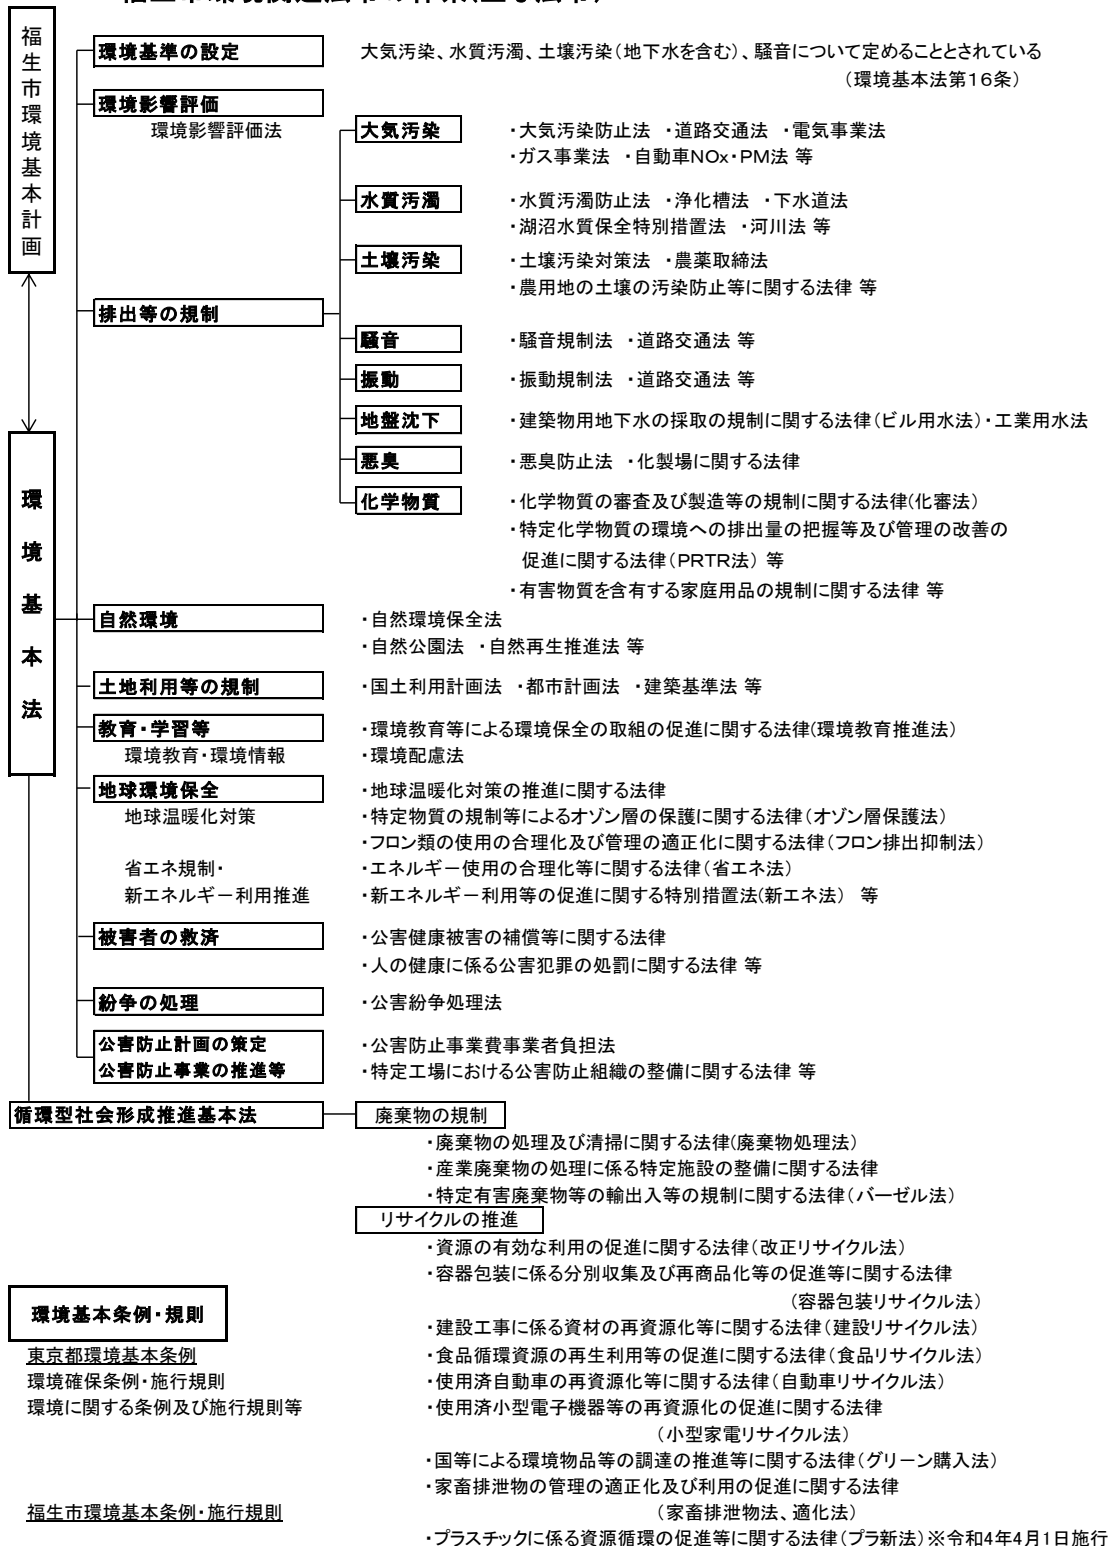 福生市環境基本計画
環境基準の設定
大気汚染、水質汚濁、土壌汚染（地下水を含む）、騒音について定めることとされている
（環境基本法第16条）
環境影響評価
環境影響評価法
大気汚染
・大気汚染防止法 ・道路交通法 ・電気事業法
・ガス事業法 ・自動車NOx・PM法 等
水質汚濁
・水質汚濁防止法 ・浄化槽法 ・下水道法
・湖沼水質保全特別措置法 ・河川法 等
土壌汚染
・土壌汚染対策法 ・農薬取締法
・農用地の土壌の汚染防止等に関する法律 等
排出等の規制
騒音
・騒音規制法 ・道路交通法 等
振動
・振動規制法 ・道路交通法 等
地盤沈下
・建築物用地下水の採取の規制に関する法律（ビル用水法）・工業用水法
悪臭
・悪臭防止法 ・化製場に関する法律
化学物質
・化学物質の審査及び製造等の規制に関する法律(化審法）
・特定化学物質の環境への排出量の把握等及び管理の改善の
促進に関する法律（PRTR法） 等
・有害物質を含有する家庭用品の規制に関する法律 等
環境基本法
自然環境
・自然環境保全法
・自然公園法 ・自然再生推進法 等
土地利用等の規制
・国土利用計画法 ・都市計画法 ・建築基準法 等
教育・学習等
・環境教育等による環境保全の取組の促進に関する法律(環境教育推進法）
環境教育・環境情報
・環境配慮法
地球環境保全
・地球温暖化対策の推進に関する法律
地球温暖化対策
・特定物質の規制等によるオゾン層の保護に関する法律（オゾン層保護法）
・フロン類の使用の合理化及び管理の適正化に関する法律（フロン排出抑制法）
省エネ規制・
・エネルギー使用の合理化等に関する法律（省エネ法）
新エネルギー利用推進
・新エネルギー利用等の促進に関する特別措置法(新エネ法） 等
被害者の救済
・公害健康被害の補償等に関する法律
・人の健康に係る公害犯罪の処罰に関する法律 等
紛争の処理
・公害紛争処理法
公害防止計画の策定
・公害防止事業費事業者負担法
公害防止事業の推進等
・特定工場における公害防止組織の整備に関する法律 等
循環型社会形成推進基本法
廃棄物の規制
・廃棄物の処理及び清掃に関する法律(廃棄物処理法）
・産業廃棄物の処理に係る特定施設の整備に関する法律
・特定有害廃棄物等の輸出入等の規制に関する法律（バーゼル法）
リサイクルの推進
・資源の有効な利用の促進に関する法律（改正リサイクル法）
・容器包装に係る分別収集及び再商品化等の促進等に関する法律
（容器包装リサイクル法）
・建設工事に係る資材の再資源化等に関する法律（建設リサイクル法）
・食品循環資源の再生利用等の促進に関する法律（食品リサイクル法）
・使用済自動車の再資源化等に関する法律（自動車リサイクル法）
・使用済小型電子機器等の再資源化の促進に関する法律
（小型家電リサイクル法）
・国等による環境物品等の調達の推進等に関する法律（グリーン購入法）
・家畜排泄物の管理の適正化及び利用の促進に関する法律
（家畜排泄物法、適化法）
・プラスチックに係る資源循環の促進等に関する法律（プラ新法）※令和4年4月1日施行
環境基本条例・規則
東京都環境基本条例
環境確保条例・施行規則
環境に関する条例及び施行規則等
福生市環境基本条例・施行規則